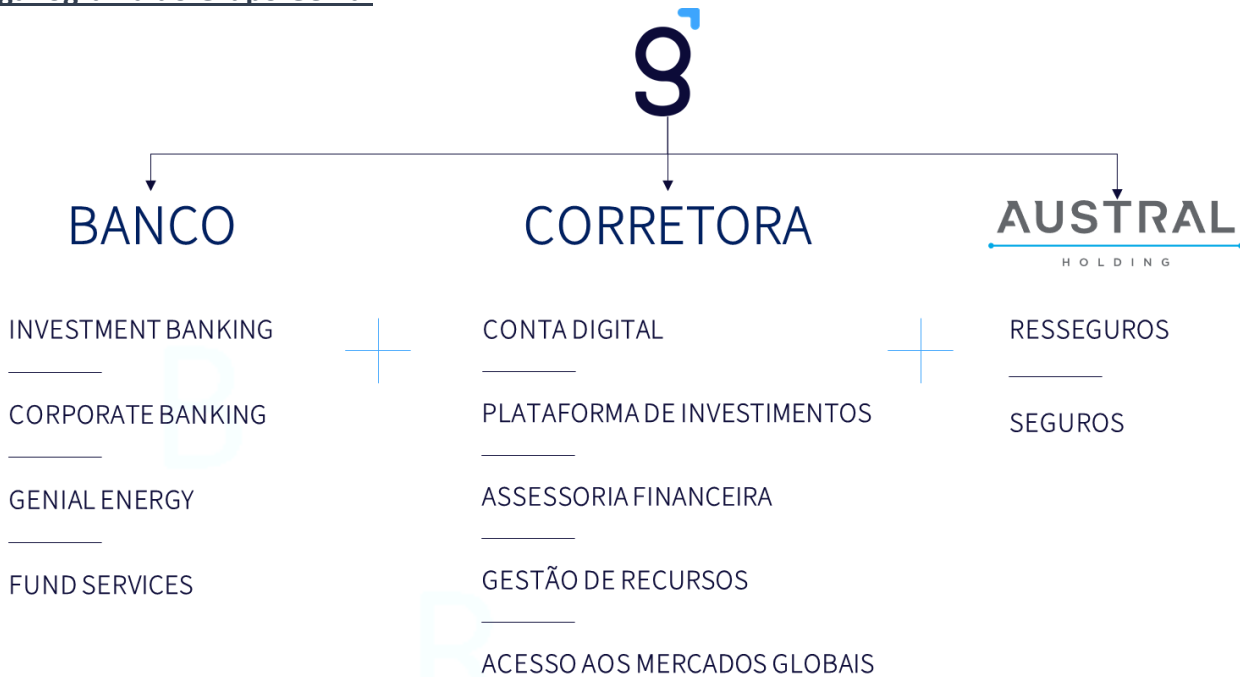 BANCO
CORRETORA
AUSTRAL
HOLDING
INVESTMENT BANKING
CORPORATE BANKING
GENIAL ENERGY
FUND SERVICES
CONTA DIGITAL
PLATAFORMA DE INVESTIMENTOS
ASSESSORIA FINANCEIRA
GESTÃO DE RECURSOS
ACESSO AOS MERCADOS GLOBAIS
RESSEGUROS
SEGUROS